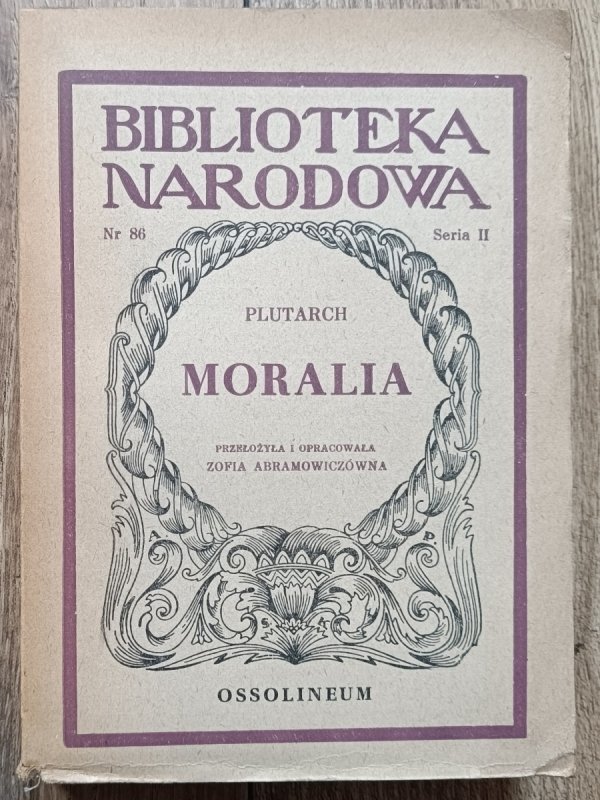 BIBLIOTEKA
NARODOWA
Nr 86 Seria II
PLUTARCH
MORALIA
PRZEŁOŻYŁA I OPRACOWAŁA
ZOFIA ABRAMOWICZÓWNA
A P
OSSOLINEUM